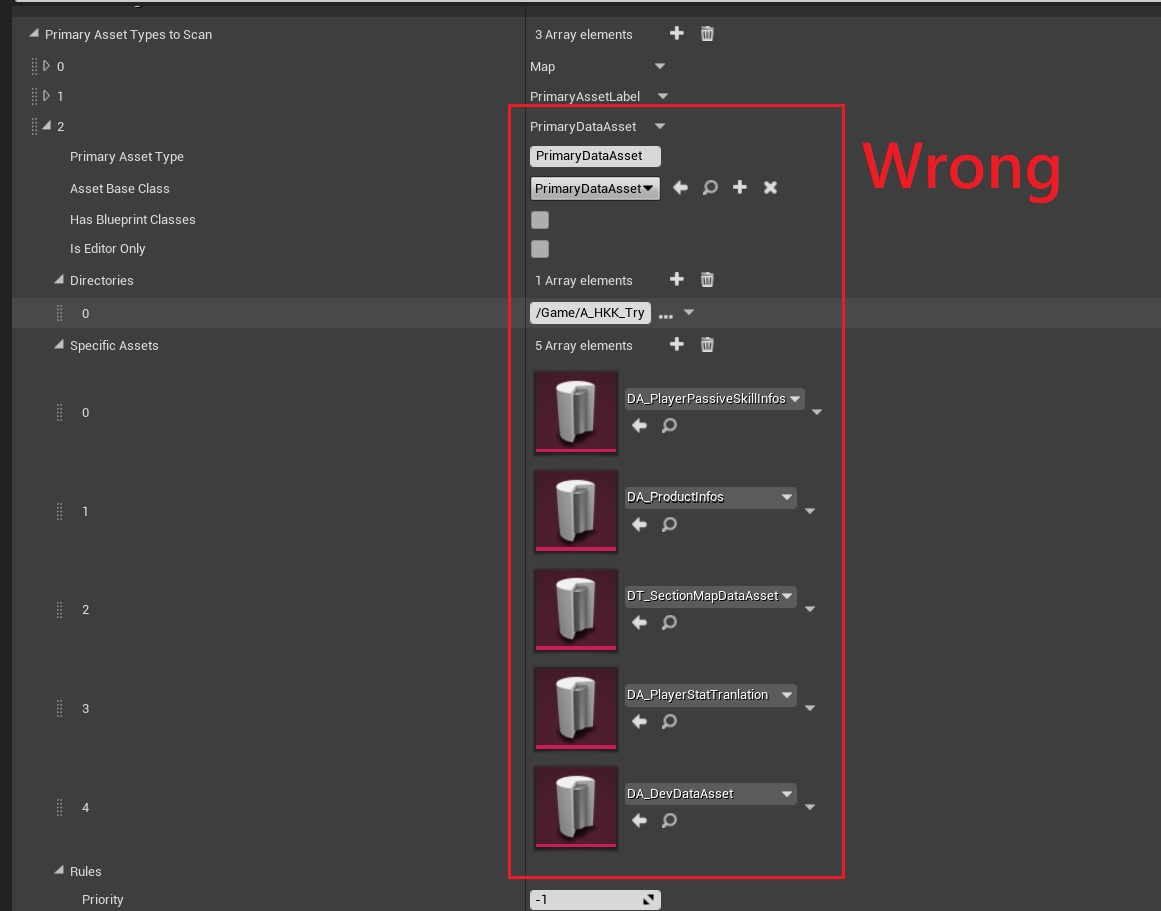 Primary Asset Types to Scan 3 Array elements
0 Map
1 PrimaryAssetLabel
2 PrimaryDataAsset
Wrong
Primary Asset Type PrimaryDataAsset
Asset Base Class PrimaryDataAsset
Has Blueprint Classes
Is Editor Only
Directories 1 Array elements
0 /Game/A_HKK_Try ...
Specific Assets 5 Array elements
0 DA_PlayerPassiveSkillInfos
1 DA_ProductInfos
2 DT_SectionMapDataAsset
3 DA_PlayerStatTranlation
4 DA_DevDataAsset
Rules
Priority -1